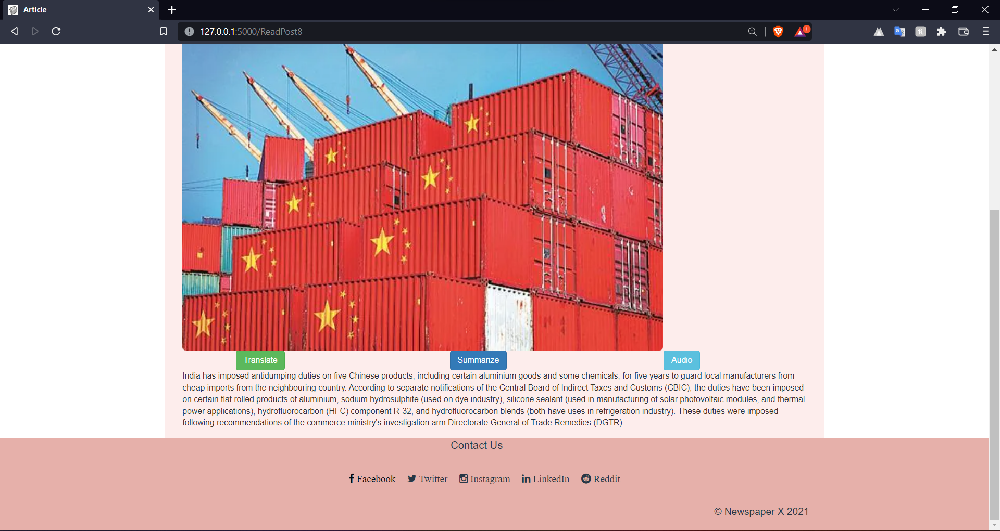 Article
127.0.0.1:5000/ReadPost8
1
Translate
Summarize
Audio
India has imposed antidumping duties on five Chinese products, including certain aluminium goods and some chemicals, for five years to guard local manufacturers from
cheap imports from the neighbouring country. According to separate notifications of the Central Board of Indirect Taxes and Customs (CBIC), the duties have been imposed
on certain flat rolled products of aluminium, sodium hydrosulphite (used on dye industry), silicone sealant (used in manufacturing of solar photovoltaic modules, and thermal
power applications), hydrofluorocarbon (HFC) component R-32, and hydrofluorocarbon blends (both have uses in refrigeration industry). These duties were imposed
following recommendations of the commerce ministry's investigation arm Directorate General of Trade Remedies (DGTR).
Contact Us
Facebook Twitter Instagram LinkedIn Reddit
© Newspaper X 2021